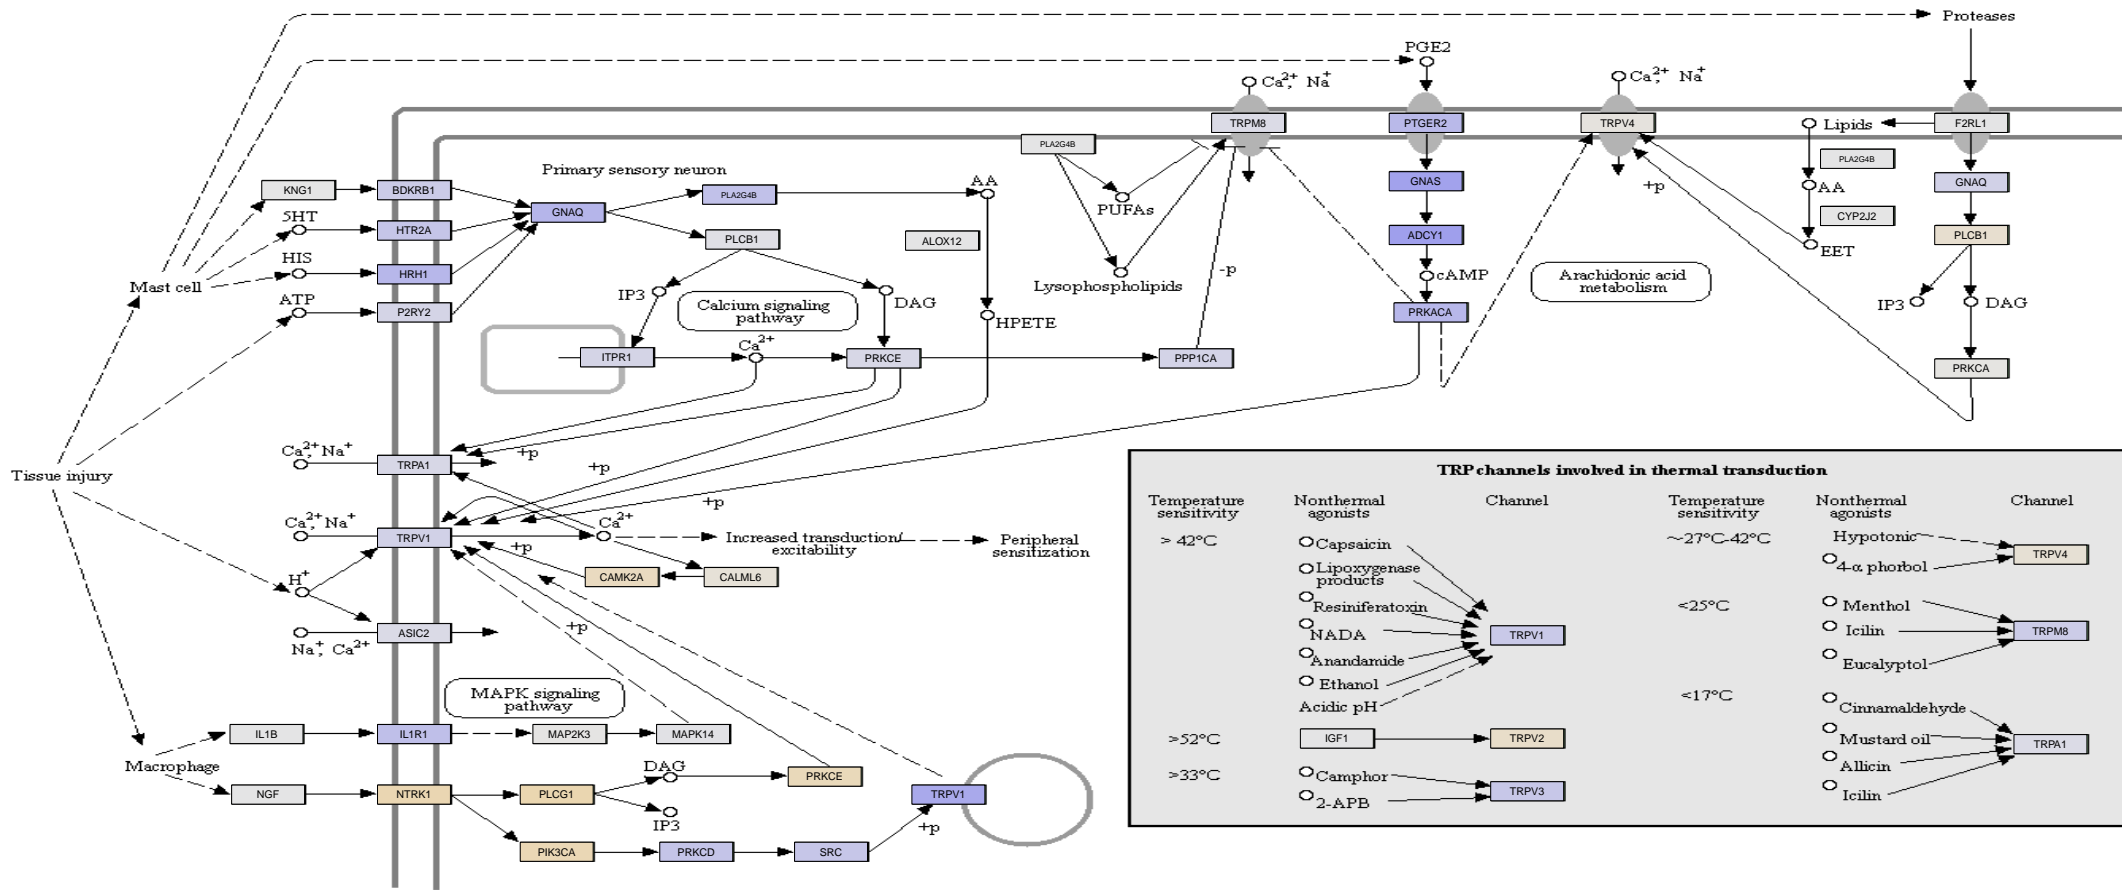 Proteases
PGE2
Ca2+, Na+
Ca2+, Na+
TRPM8
PTGER2
TRPV4
Lipids
F2RL1
PLA2G4B
PLA2G4B
Primary sensory neuron
KNG1
BDKRB1
PLA2G4B
AA
GNAS
+p
AA
GNAQ
PUFAs
GNAQ
5HT
HTR2A
PLCB1
ALOX12
ADCY1
CYP2J2
PLCB1
EET
HIS
HRH1
Mast cell
-p
cAMP
Arachidonic acid
metabolism
Lysophospholipids
IP3
Calcium signaling
pathway
DAG
IP3
DAG
ATP
P2RY2
HPETE
PRKACA
Ca2+
ITPR1
PRKCE
PPP1CA
PRKCA
Ca2+, Na+
TRPA1
+p
+p
Tissue injury
+p
Ca2+, Na+
TRPV1
Ca2+
Increased transduction/
excitability
Peripheral
sensitization
+p
CAMK2A
CALML6
H+
ASIC2
Na+, Ca2+
+p
MAPK signaling
pathway
IL1B
IL1R1
MAP2K3
MAPK14
Macrophage
DAG
PRKCE
NGF
NTRK1
PLCG1
TRPV1
IP3
+p
PIK3CA
PRKCD
SRC
TRP channels involved in thermal transduction
Temperature
sensitivity
Nonthermal
agonists
Channel
Temperature
sensitivity
Nonthermal
agonists
Channel
> 42°C
Capsaicin
Lipoxygenase
products
Resiniferatoxin
NADA
Anandamide
Ethanol
Acidic pH
TRPV1
>52°C
IGF1
TRPV2
>33°C
Camphor
2-APB
TRPV3
~27°C-42°C
Hypotonic
4-α phorbol
TRPV4
<25°C
Menthol
Icilin
Eucalyptol
TRPM8
<17°C
Cinnamaldehyde
Mustard oil
Allicin
Icilin
TRPA1